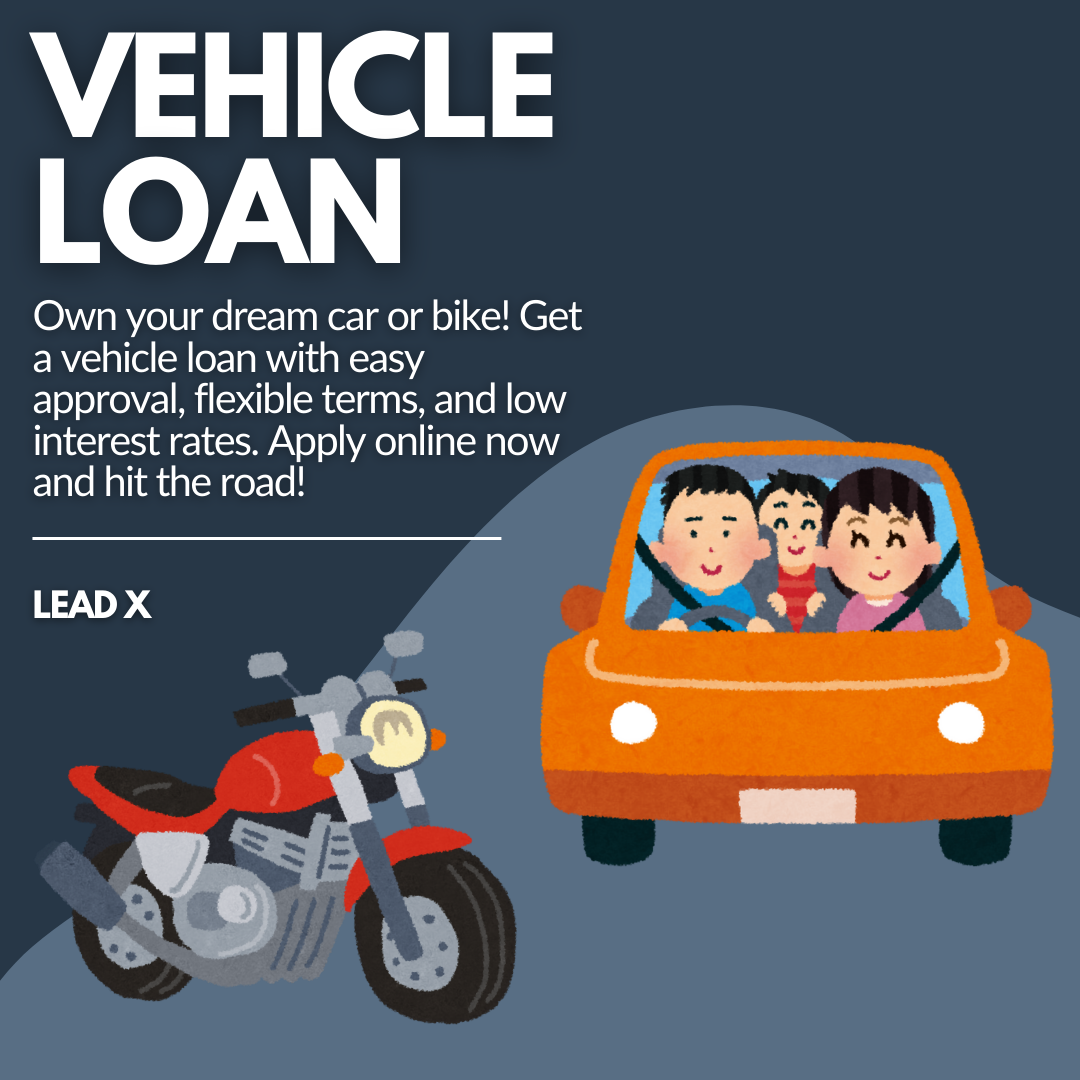 VEHICLE
LOAN
Own your dream car or bike! Get
a vehicle loan with easy
approval, flexible terms, and low
interest rates. Apply online now
and hit the road!
LEAD X